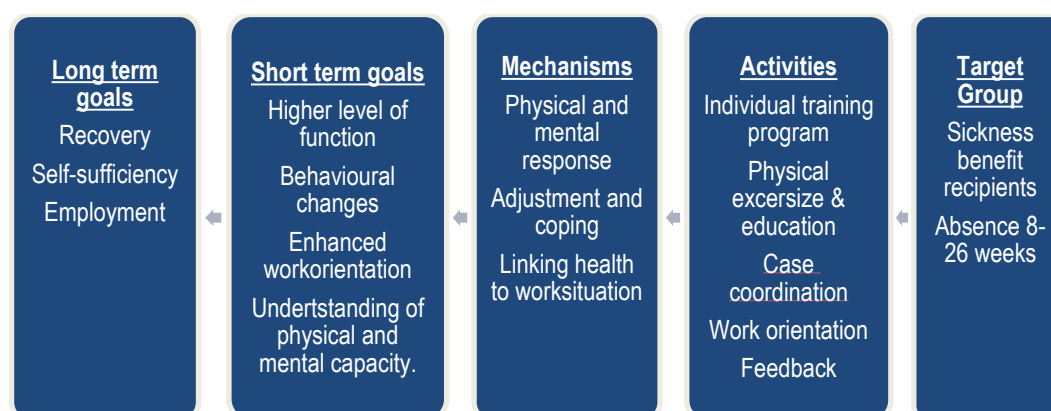 Long term
goals
Recovery
Self-sufficiency
Employment
Short term goals
Higher level of
function
Behavioural
changes
Enhanced
workorientation
Undertstanding of
physical and
mental capacity.
Mechanisms
Physical and
mental
response
Adjustment and
coping
Linking health
to worksituation
Activities
Individual training
program
Physical
excersize &
education
Case
coordination
Work orientation
Feedback
Target
Group
Sickness
benefit
recipients
Absence 8-
26 weeks